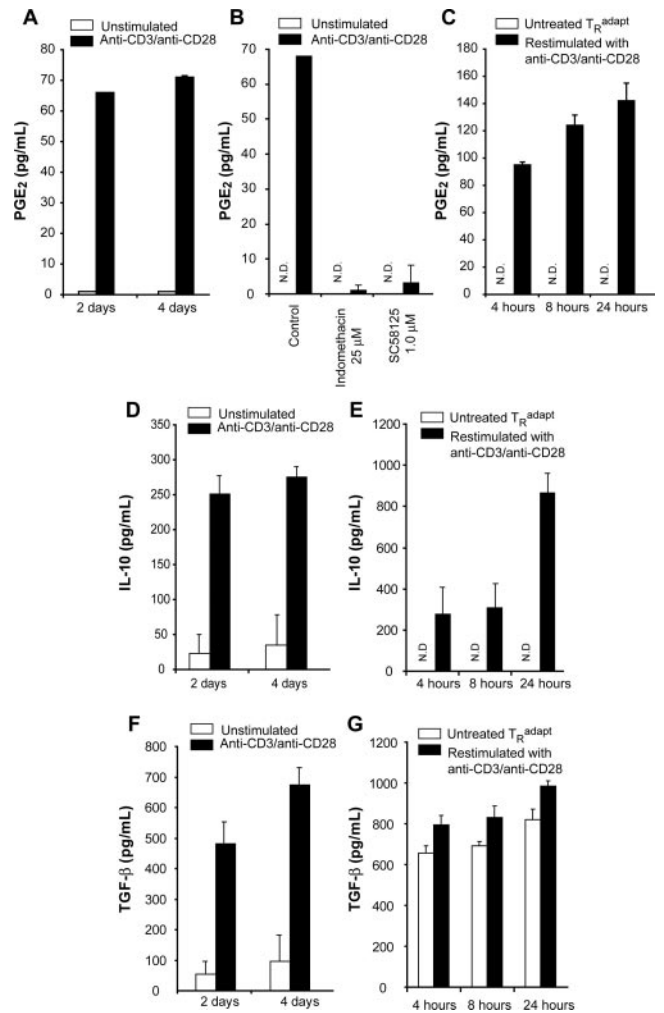 A
Unstimulated
Anti-CD3/anti-CD28
PGE2 (pg/mL)
80
70
60
50
40
30
20
10
0
2 days
4 days
B
Unstimulated
Anti-CD3/anti-CD28
PGE2 (pg/mL)
70
60
50
40
30
20
10
0
N.D.
N.D.
N.D.
Control
Indomethacin
25 µM
SC58125
1.0 µM
C
Untreated TR adapt
Restimulated with
anti-CD3/anti-CD28
PGE2 (pg/mL)
180
160
140
120
100
80
60
40
20
0
N.D.
N.D.
N.D.
4 hours
8 hours
24 hours
D
Unstimulated
Anti-CD3/anti-CD28
IL-10 (pg/mL)
350
300
250
200
150
100
50
0
2 days
4 days
E
Untreated TR adapt
Restimulated with
anti-CD3/anti-CD28
IL-10 (pg/mL)
1200
1000
800
600
400
200
0
N.D
N.D
N.D
4 hours
8 hours
24 hours
F
Unstimulated
Anti-CD3/anti-CD28
TGF-β (pg/mL)
800
700
600
500
400
300
200
100
0
2 days
4 days
G
Untreated TR adapt
Restimulated with
anti-CD3/anti-CD28
TGF-β (pg/mL)
1000
800
600
200
0
4 hours
8 hours
24 hours